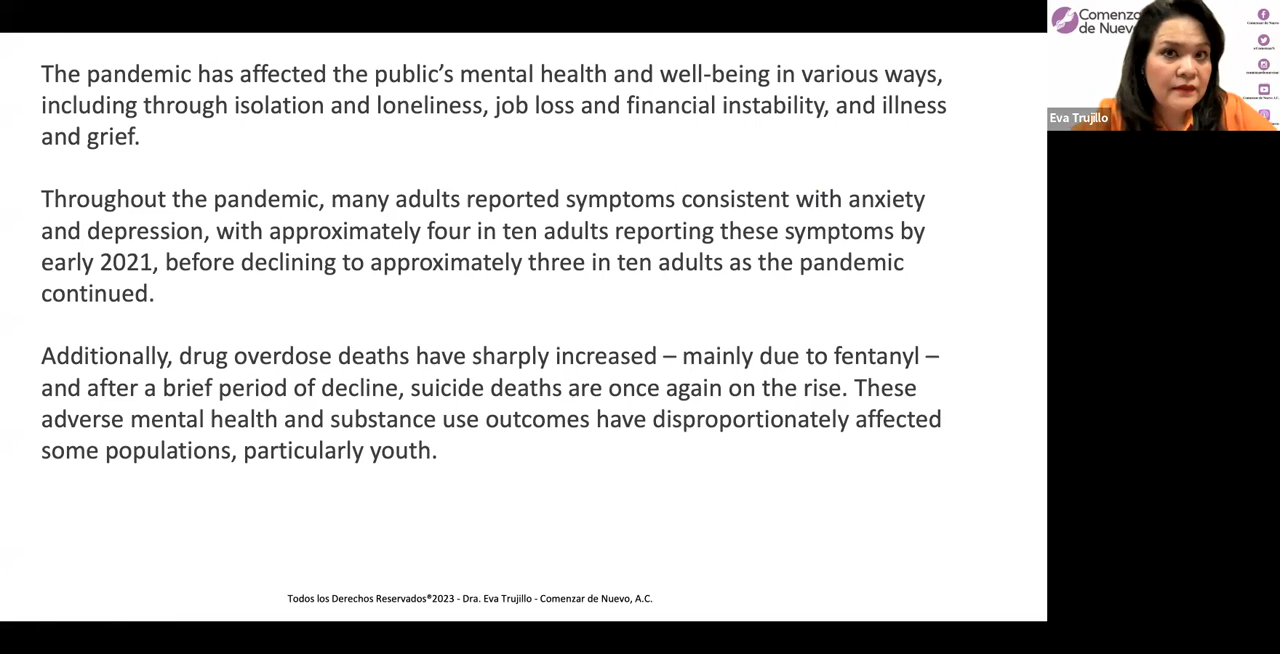 The pandemic has affected the public’s mental health and well-being in various ways,
including through isolation and loneliness, job loss and financial instability, and illness
and grief.
Throughout the pandemic, many adults reported symptoms consistent with anxiety
and depression, with approximately four in ten adults reporting these symptoms by
early 2021, before declining to approximately three in ten adults as the pandemic
continued.
Additionally, drug overdose deaths have sharply increased – mainly due to fentanyl –
and after a brief period of decline, suicide deaths are once again on the rise. These
adverse mental health and substance use outcomes have disproportionately affected
some populations, particularly youth.
Todos los Derechos Reservados®2023 - Dra. Eva Trujillo - Comenzar de Nuevo, A.C.
Comenza
de Nuev
Eva Trujillo